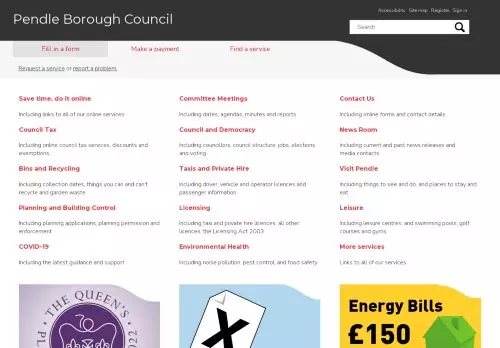 Pendle Borough Council
Accessibility Site map Register Sign in
Search
Fill in a form Make a payment Find a service
Request a service or report a problem.
Save time, do it online
Including links to all of our online services
Committee Meetings
Including dates, agendas, minutes and reports
Contact Us
Including online forms and contact details
Council Tax
Including online council tax services, discounts and
exemptions
Council and Democracy
Including councillors, council structure, jobs, elections
and voting
News Room
Including current and past news releases and
media contacts
Bins and Recycling
Including collection dates, things you can and can't
recycle and garden waste
Taxis and Private Hire
Including driver, vehicle and operator licences and
passenger information
Visit Pendle
Including things to see and do, and places to stay and
eat
Planning and Building Control
Including planning applications, planning permission and
enforcement
Licensing
Including taxi and private hire licences, all other
licences, the Licensing Act 2003
Leisure
Including leisure centres, and swimming pools, golf
courses and gyms
COVID-19
Including the latest guidance and support
Environmental Health
Including noise pollution, pest control, and food safety
More services
Links to all of our services
THE QUEEN'S
70
2022
X
Energy Bills
£150